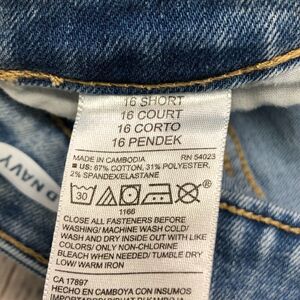 16 SHORT
16 COURT
16 CORTO
16 PENDEK
MADE IN CAMBODIA RN 54023
■ US: 67% COTTON, 31% POLYESTER,
2% SPANDEX/ELASTANE
30
1166
CLOSE ALL FASTENERS BEFORE
WASHING/ MACHINE WASH COLD/
WASH AND DRY INSIDE OUT WITH LIKE
COLORS/ ONLY NON-CHLORINE
BLEACH WHEN NEEDED/ TUMBLE DRY
LOW/ WARM IRON
CA 17897
HECHO EN CAMBOYA CON INSUMOS
D NAVY